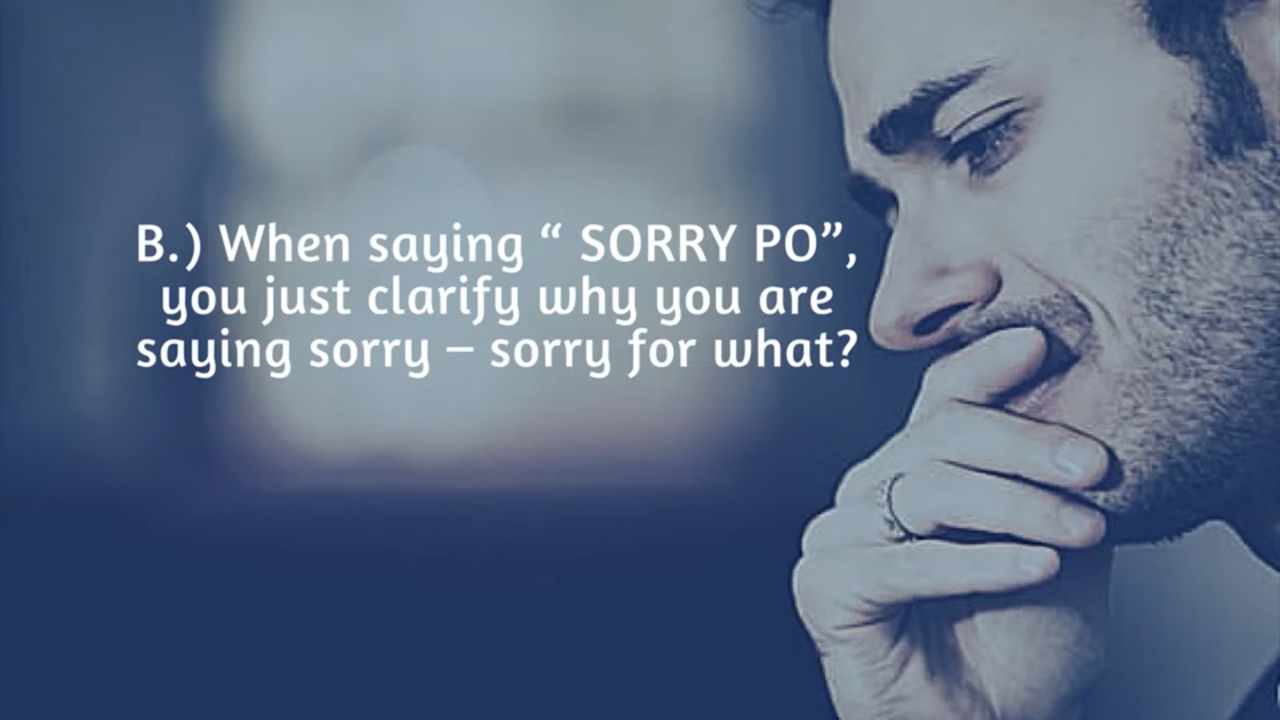 B.) When saying “ SORRY PO”,
you just clarify why you are
saying sorry – sorry for what?